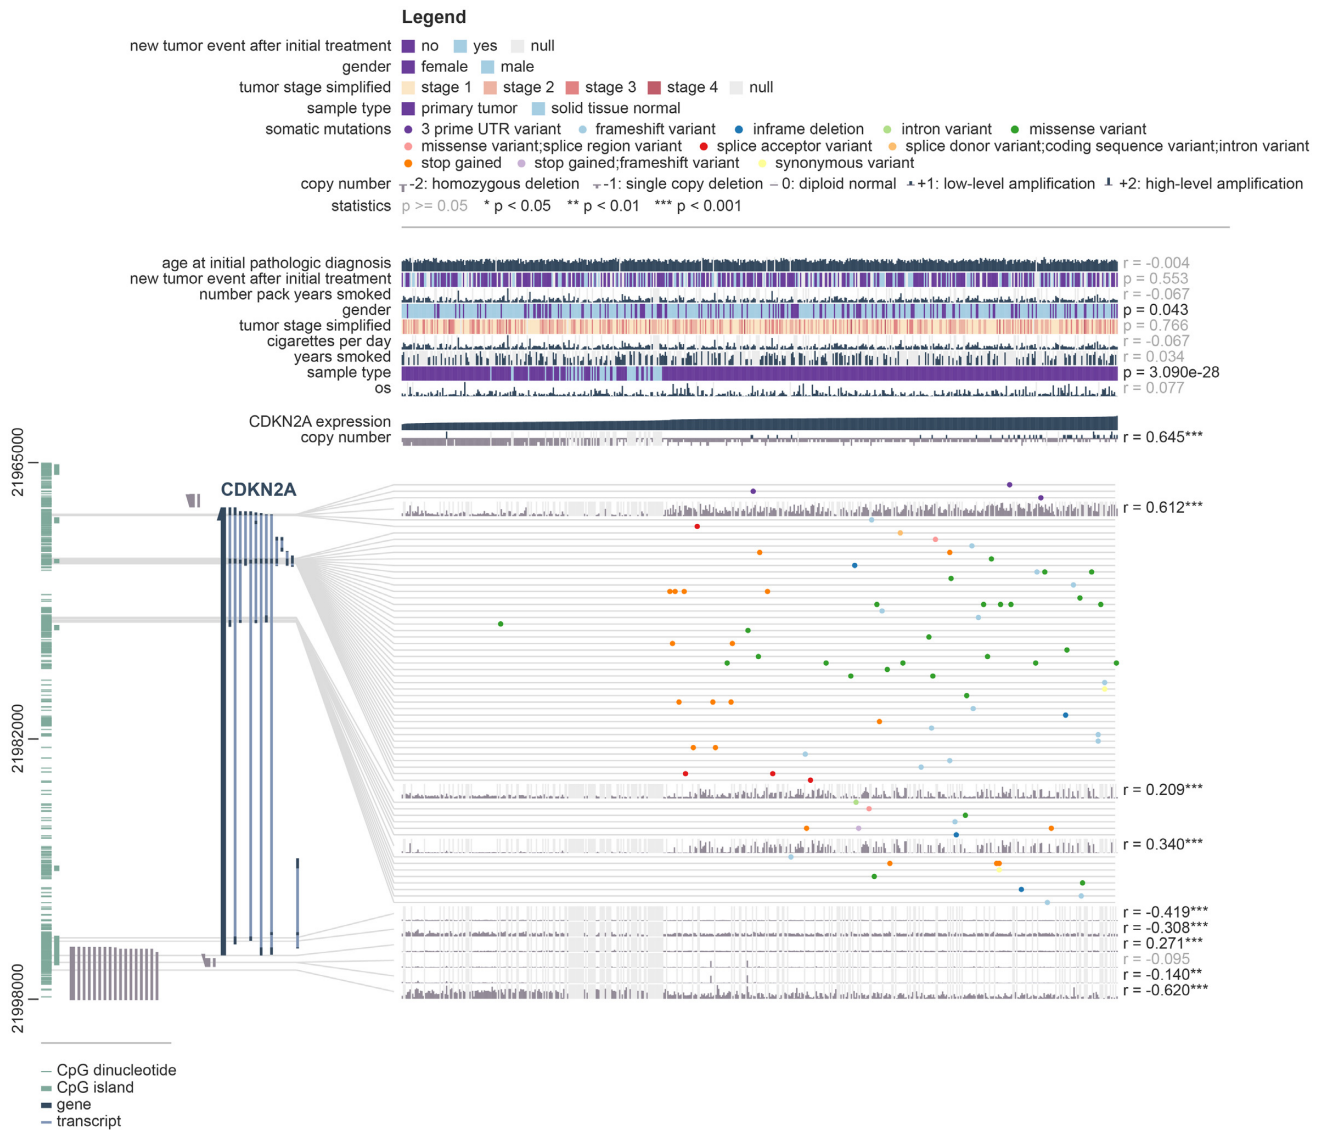 Legend
new tumor event after initial treatment no yes null
gender female male
tumor stage simplified stage 1 stage 2 stage 3 stage 4 null
sample type primary tumor solid tissue normal
somatic mutations 3 prime UTR variant frameshift variant inframe deletion intron variant missense variant
missense variant;splice region variant splice acceptor variant splice donor variant;coding sequence variant;intron variant
stop gained stop gained;frameshift variant synonymous variant
copy number -2: homozygous deletion -1: single copy deletion 0: diploid normal +1: low-level amplification +2: high-level amplification
statistics p >= 0.05 * p < 0.05 ** p < 0.01 *** p < 0.001
age at initial pathologic diagnosis r = -0.004
new tumor event after initial treatment p = 0.553
number pack years smoked r = -0.067
gender p = 0.043
tumor stage simplified p = 0.766
cigarettes per day r = -0.067
years smoked r = 0.034
sample type p = 3.090e-28
os r = 0.077
CDKN2A expression
copy number r = 0.645***
21965000
CDKN2A
r = 0.612***
21982000
r = 0.209***
r = 0.340***
r = -0.419***
r = -0.308***
r = 0.271***
r = -0.095
r = -0.140**
r = -0.620***
21998000
CpG dinucleotide
CpG island
gene
transcript